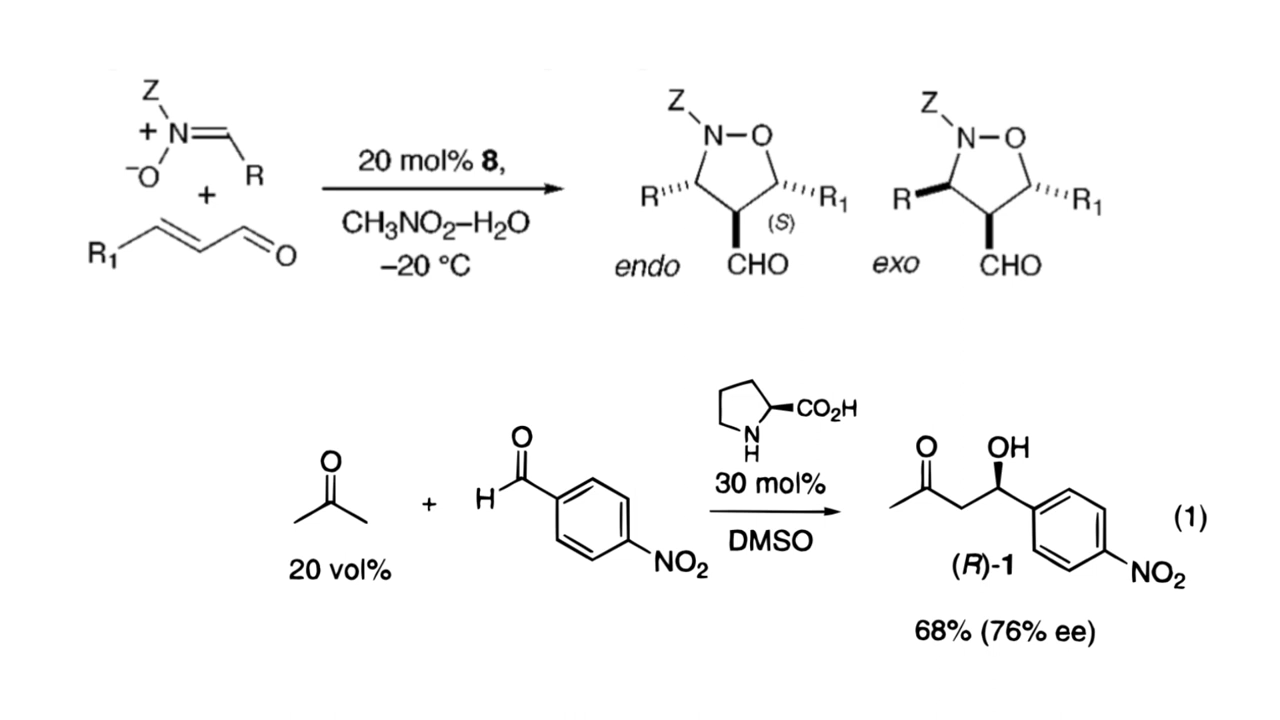 Z
+ N
⁻O
R
+
R₁
O
20 mol% 8,
CH₃NO₂–H₂O
–20 °C
Z
N–O
R
R₁
(S)
endo
CHO
Z
N–O
R
R₁
exo
CHO
O
20 vol%
+
O
H
NO₂
CO₂H
N
H
30 mol%
DMSO
O
OH
NO₂
(R)-1
68% (76% ee)
(1)